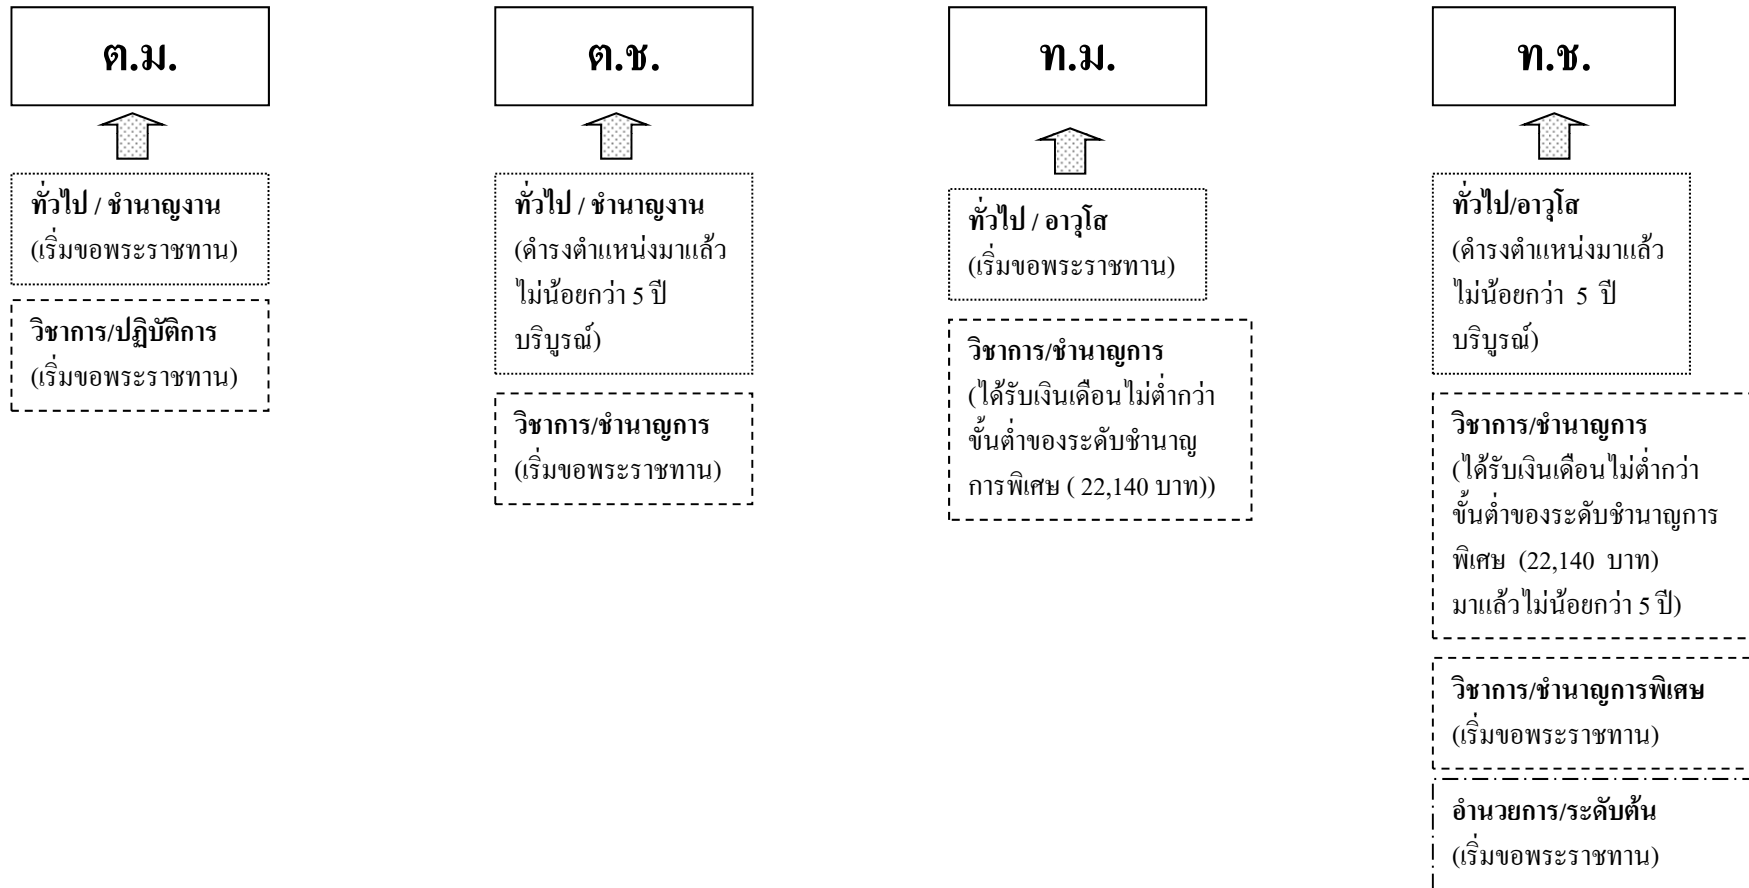 ต.ม.
ทั่วไป / ชำนาญงาน
(เริ่มขอพระราชทาน)
วิชาการ/ปฏิบัติการ
(เริ่มขอพระราชทาน)
ต.ช.
ทั่วไป / ชำนาญงาน
(ดำรงตำแหน่งมาแล้ว
ไม่น้อยกว่า 5 ปี
บริบูรณ์)
วิชาการ/ชำนาญการ
(เริ่มขอพระราชทาน)
ท.ม.
ทั่วไป / อาวุโส
(เริ่มขอพระราชทาน)
วิชาการ/ชำนาญการ
(ได้รับเงินเดือนไม่ต่ำกว่า
ขั้นต่ำของระดับชำนาญ
การพิเศษ ( 22,140 บาท))
ท.ช.
ทั่วไป/อาวุโส
(ดำรงตำแหน่งมาแล้ว
ไม่น้อยกว่า 5 ปี
บริบูรณ์)
วิชาการ/ชำนาญการ
(ได้รับเงินเดือนไม่ต่ำกว่า
ขั้นต่ำของระดับชำนาญการ
พิเศษ (22,140 บาท)
มาแล้วไม่น้อยกว่า 5 ปี)
วิชาการ/ชำนาญการพิเศษ
(เริ่มขอพระราชทาน)
อำนวยการ/ระดับต้น
(เริ่มขอพระราชทาน)